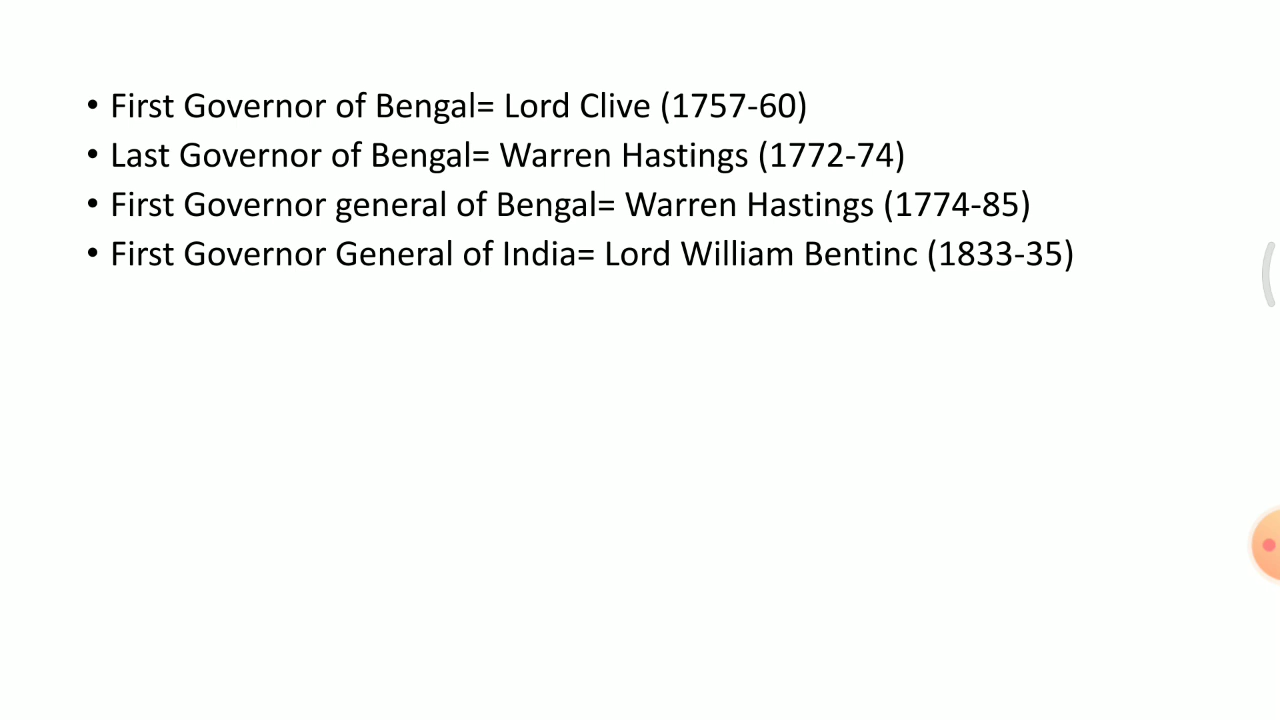 • First Governor of Bengal= Lord Clive (1757-60)
• Last Governor of Bengal= Warren Hastings (1772-74)
• First Governor general of Bengal= Warren Hastings (1774-85)
• First Governor General of India= Lord William Bentinc (1833-35)